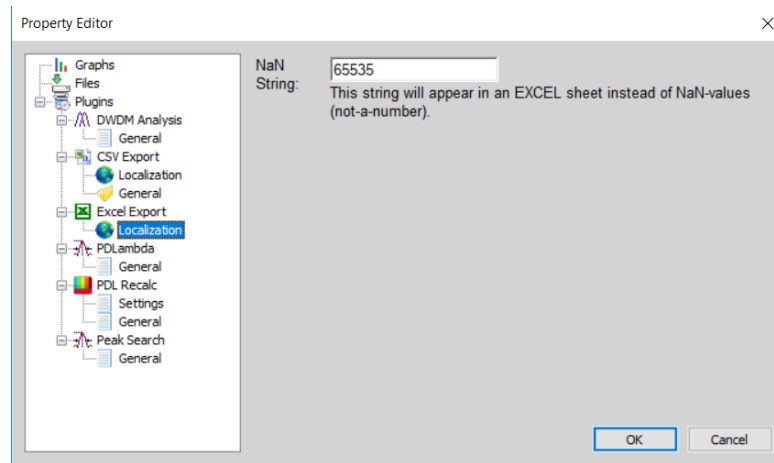 Property Editor
Graphs
Files
Plugins
DWDM Analysis
General
CSV Export
Localization
General
Excel Export
Localization
PDLambda
General
PDL Recalc
Settings
General
Peak Search
General
NaN
String:
65535
This string will appear in an EXCEL sheet instead of NaN-values
(not-a-number).
OK
Cancel